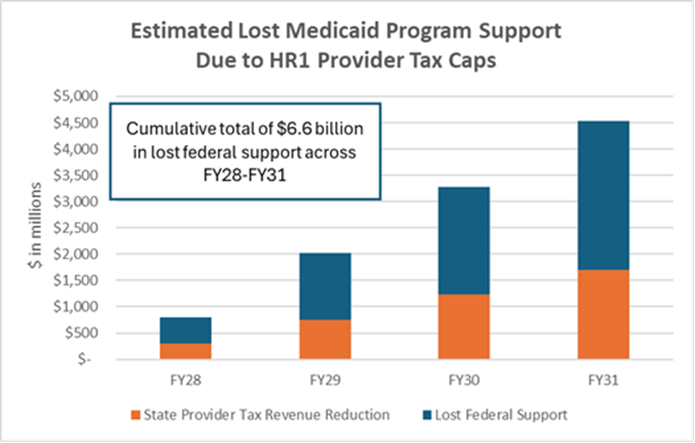 Estimated Lost Medicaid Program Support
Due to HR1 Provider Tax Caps
$ in millions
$5,000
$4,500
$4,000
$3,500
$3,000
$2,500
$2,000
$1,500
$1,000
$500
$-
Cumulative total of $6.6 billion
in lost federal support across
FY28-FY31
FY28 FY29 FY30 FY31
State Provider Tax Revenue Reduction Lost Federal Support